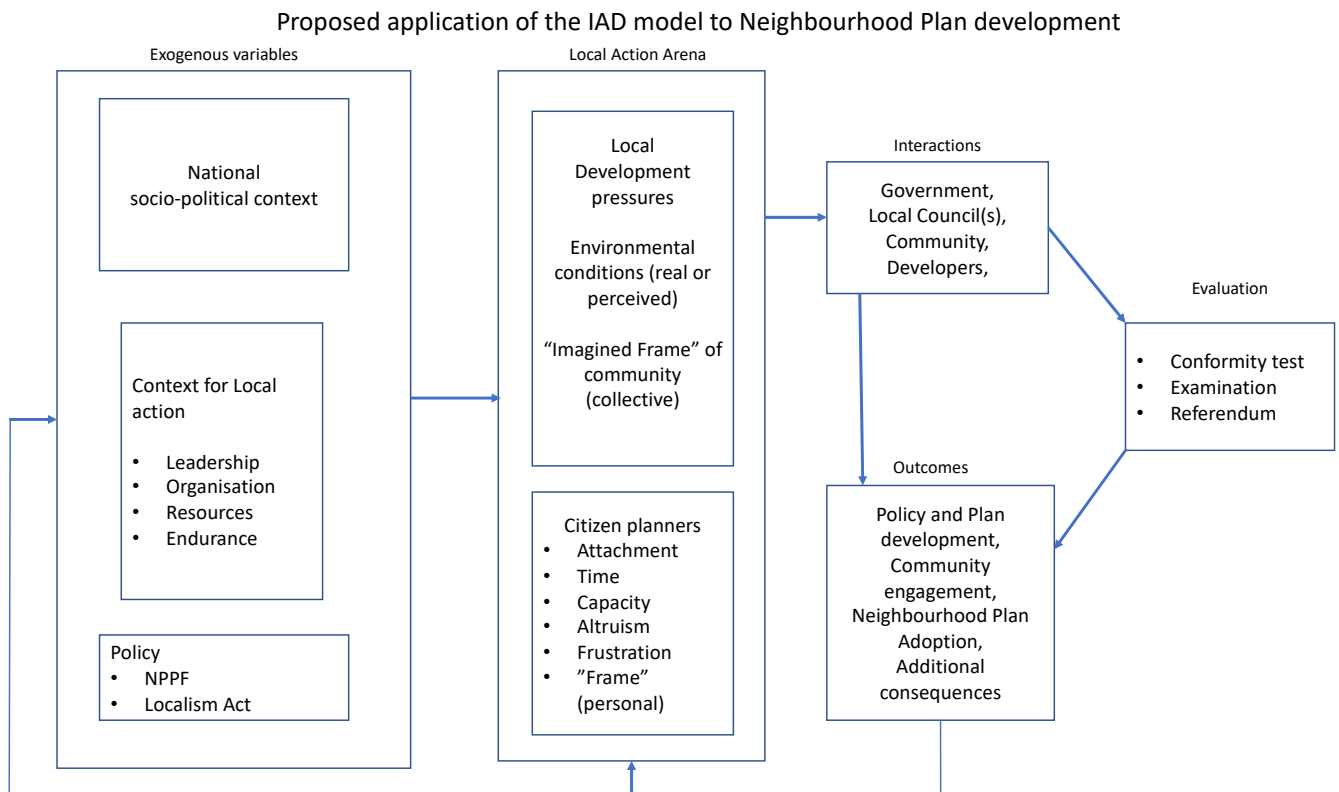 Proposed application of the IAD model to Neighbourhood Plan development
Exogenous variables
National
socio-political context
Context for Local
action
• Leadership
• Organisation
• Resources
• Endurance
Policy
• NPPF
• Localism Act
Local Action Arena
Local
Development
pressures
Environmental
conditions (real or
perceived)
“Imagined Frame” of
community
(collective)
Citizen planners
• Attachment
• Time
• Capacity
• Altruism
• Frustration
• ”Frame”
(personal)
Interactions
Government,
Local Council(s),
Community,
Developers,
Evaluation
• Conformity test
• Examination
• Referendum
Outcomes
Policy and Plan
development,
Community
engagement,
Neighbourhood Plan
Adoption,
Additional
consequences